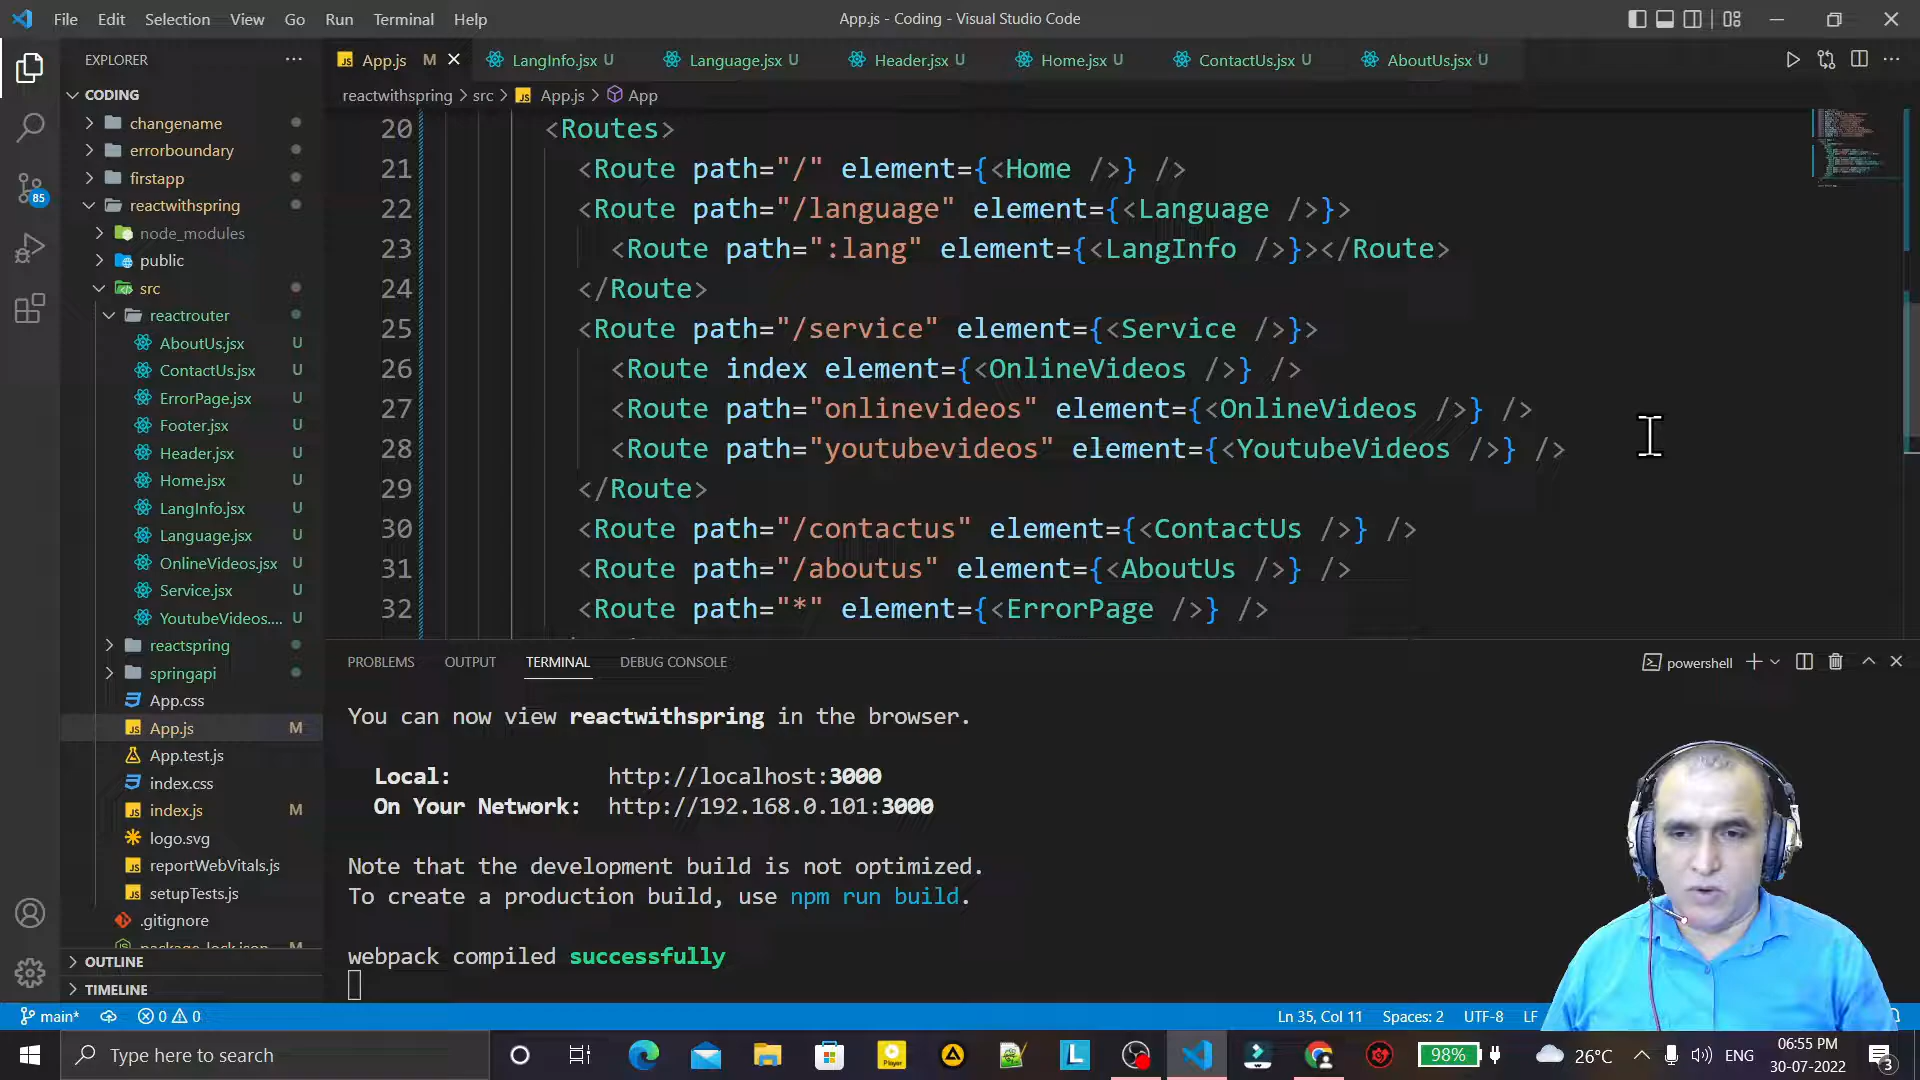 File Edit Selection View Go Run Terminal Help
App.js - Coding - Visual Studio Code
EXPLORER
App.js M
LangInfo.jsx U
Language.jsx U
Header.jsx U
Home.jsx U
ContactUs.jsx U
AboutUs.jsx U
reactwithspring > src > App.js > App
CODING
changename
errorboundary
firstapp
reactwithspring
node_modules
public
src
reactrouter
AboutUs.jsx U
ContactUs.jsx U
ErrorPage.jsx U
Footer.jsx U
Header.jsx U
Home.jsx U
LangInfo.jsx U
Language.jsx U
OnlineVideos.jsx U
Service.jsx U
YoutubeVideos.... U
reactspring
springapi
App.css
App.js M
App.test.js
index.css
index.js M
logo.svg
reportWebVitals.js
setupTests.js
.gitignore
package-lock.json M
OUTLINE
TIMELINE
85
20 <Routes>
21 <Route path="/" element={<Home />} />
22 <Route path="/language" element={<Language />}>
23 <Route path=":lang" element={<LangInfo />}></Route>
24 </Route>
25 <Route path="/service" element={<Service />}>
26 <Route index element={<OnlineVideos />} />
27 <Route path="onlinevideos" element={<OnlineVideos />} />
28 <Route path="youtubevideos" element={<YoutubeVideos />} />
29 </Route>
30 <Route path="/contactus" element={<ContactUs />} />
31 <Route path="/aboutus" element={<AboutUs />} />
32 <Route path="*" element={<ErrorPage />} />
PROBLEMS OUTPUT TERMINAL DEBUG CONSOLE
powershell
You can now view reactwithspring in the browser.
Local: http://localhost:3000
On Your Network: http://192.168.0.101:3000
Note that the development build is not optimized.
To create a production build, use npm run build.
webpack compiled successfully
main* 0 0
Ln 35, Col 11 Spaces: 2 UTF-8 LF
Type here to search
Player
L
98%
26°C
ENG
06:55 PM
30-07-2022
3